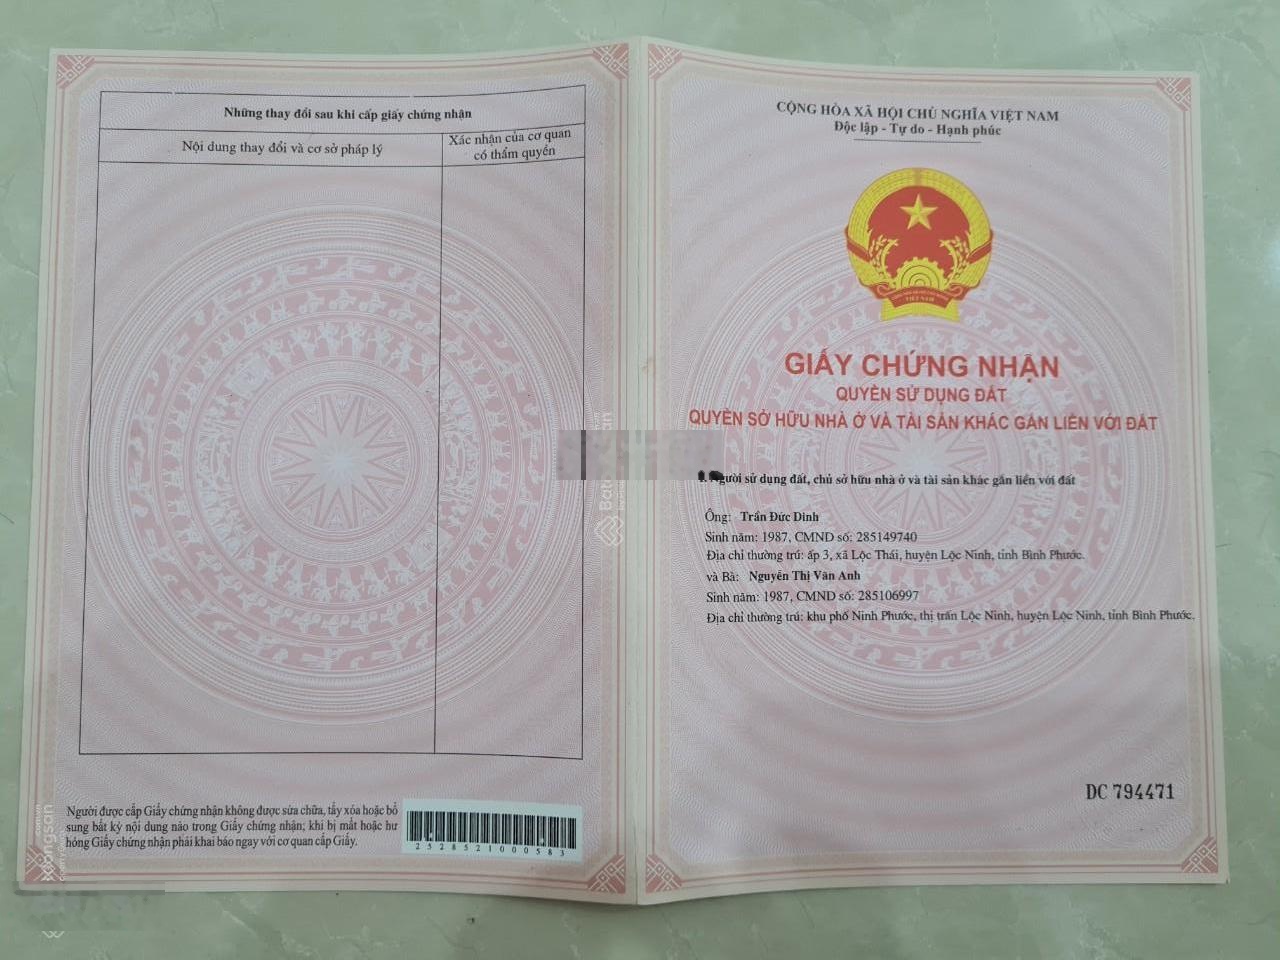 Những thay đổi sau khi cấp giấy chứng nhận
Nội dung thay đổi và cơ sở pháp lý
Xác nhận của cơ quan
có thẩm quyền
Người được cấp Giấy chứng nhận không được sửa chữa, tẩy xóa hoặc bổ
sung bất kỳ nội dung nào trong Giấy chứng nhận; khi bị mất hoặc hư
hỏng Giấy chứng nhận phải khai báo ngay với cơ quan cấp Giấy.
252852100 0583
CỘNG HÒA XÃ HỘI CHỦ NGHĨA VIỆT NAM
Độc lập - Tự do - Hạnh phúc
VIỆT NAM
GIẤY CHỨNG NHẬN
QUYỀN SỬ DỤNG ĐẤT
QUYỀN SỞ HỮU NHÀ Ở VÀ TÀI SẢN KHÁC GẮN LIỀN VỚI ĐẤT
Người sử dụng đất, chủ sở hữu nhà ở và tài sản khác gắn liền với đất
Ông: Trần Đức Dinh
Sinh năm: 1987, CMND số: 285149740
Địa chỉ thường trú: ấp 3, xã Lộc Thái, huyện Lộc Ninh, tỉnh Bình Phước.
và Bà: Nguyễn Thị Vân Anh
Sinh năm: 1987, CMND số: 285106997
Địa chỉ thường trú: khu phố Ninh Phước, thị trấn Lộc Ninh, huyện Lộc Ninh, tỉnh Bình Phước.
DC 794471